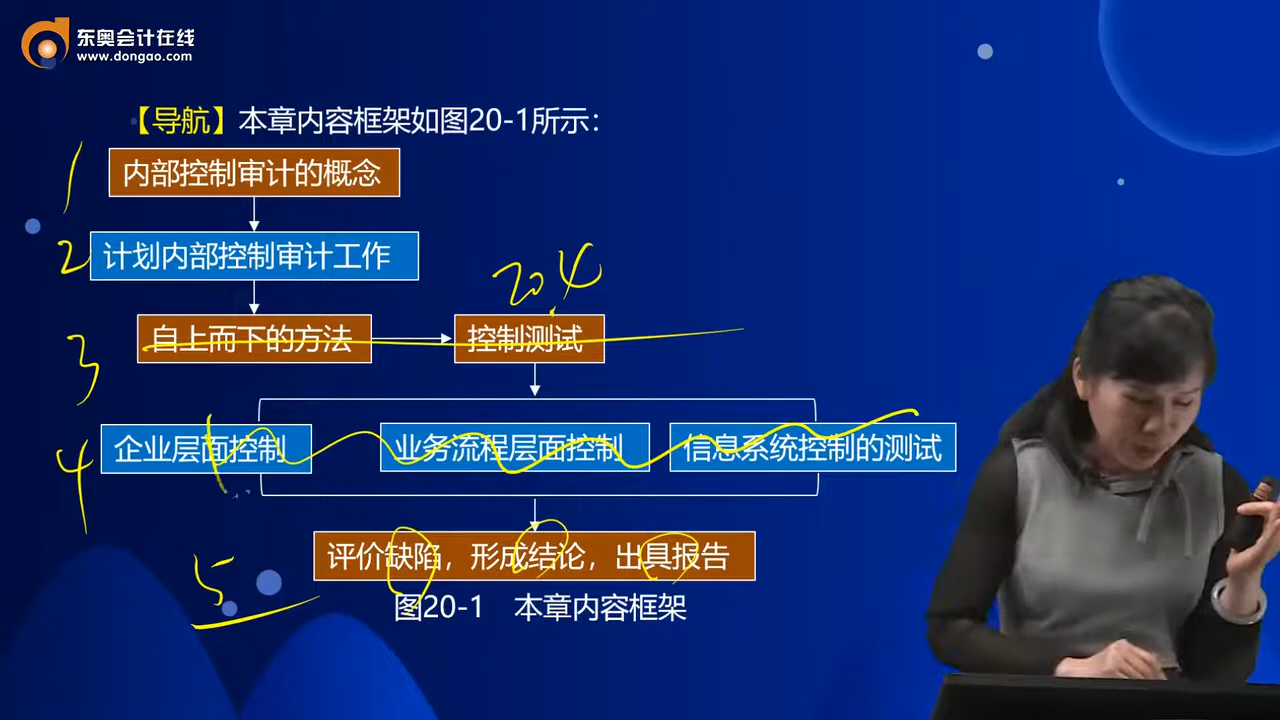 东奥会计在线
www.dongao.com
【导航】本章内容框架如图20-1所示：
1
内部控制审计的概念
2
计划内部控制审计工作
20.4
3
自上而下的方法
控制测试
4
企业层面控制
业务流程层面控制
信息系统控制的测试
5
评价缺陷，形成结论，出具报告
图20-1 本章内容框架